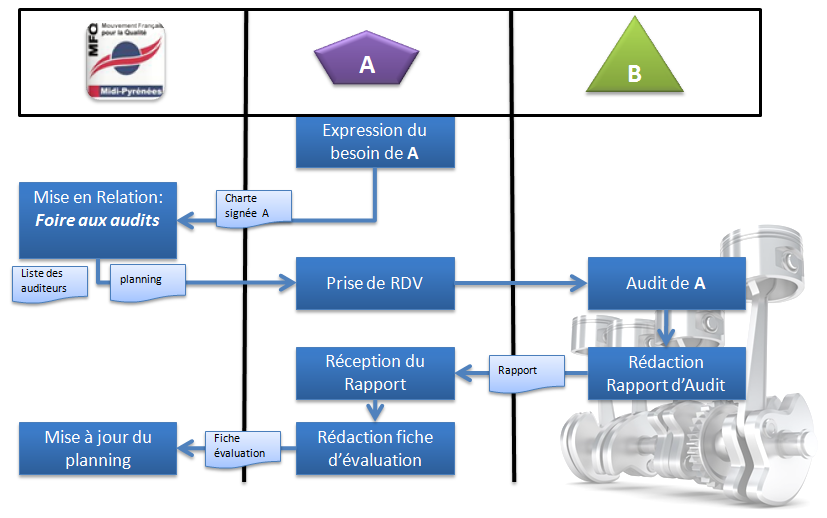 MFQ
Mouvement Français
pour la Qualité
Midi-Pyrénées
A
B
Expression du
besoin de A
Mise en Relation:
Foire aux audits
Charte
signée A
Liste des
auditeurs
planning
Prise de RDV
Audit de A
Réception du
Rapport
Rapport
Rédaction
Rapport d'Audit
Mise à jour du
planning
Fiche
évaluation
Rédaction fiche
d'évaluation